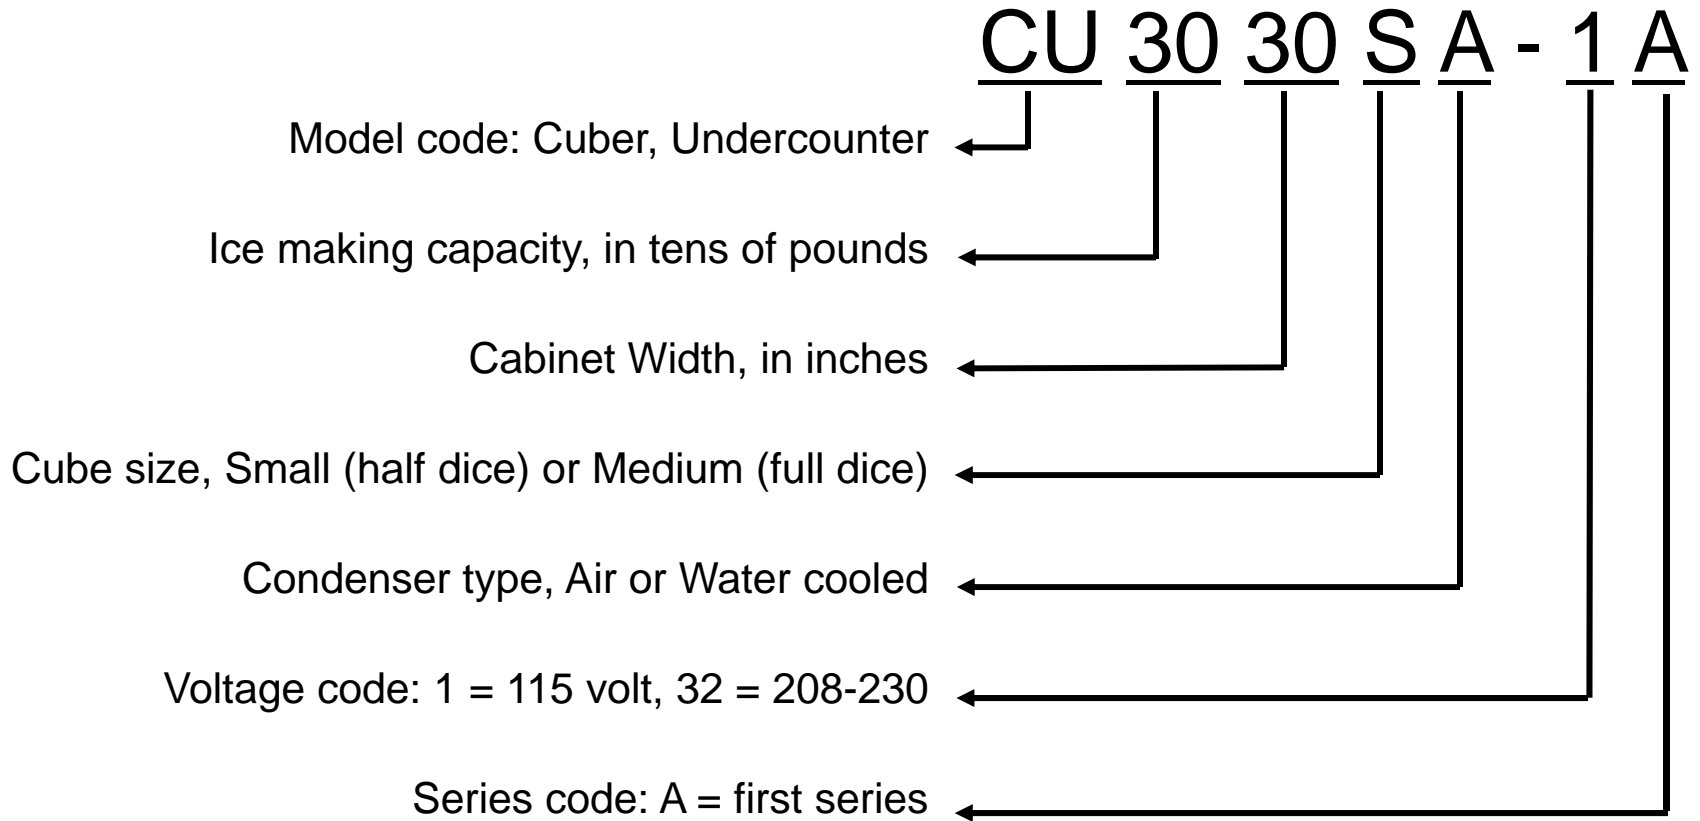 CU 30 30 S A - 1 A
Model code: Cuber, Undercounter
Ice making capacity, in tens of pounds
Cabinet Width, in inches
Cube size, Small (half dice) or Medium (full dice)
Condenser type, Air or Water cooled
Voltage code: 1 = 115 volt, 32 = 208-230
Series code: A = first series